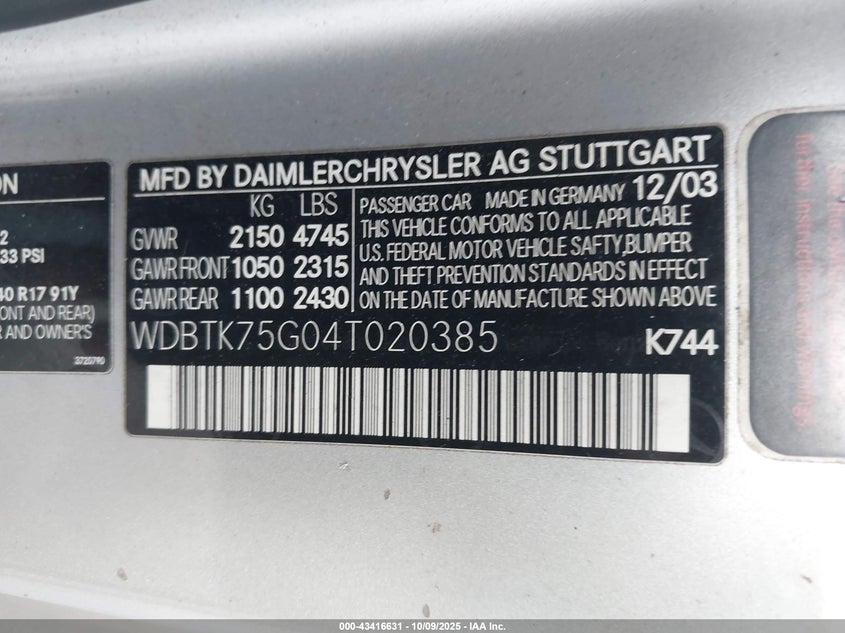 ON
2
33 PSI
40 R17 91Y
ONT AND REAR)
R AND OWNER'S
3720790
MFD BY DAIMLERCHRYSLER AG STUTTGART
KG LBS
GVWR 2150 4745
GAWR FRONT 1050 2315
GAWR REAR 1100 2430
PASSENGER CAR MADE IN GERMANY 12/03
THIS VEHICLE CONFORMS TO ALL APPLICABLE
U.S. FEDERAL MOTOR VEHICLE SAFTY,BUMPER
AND THEFT PREVENTION STANDARDS IN EFFECT
ON THE DATE OF MANUFACTURE SHOWN ABOVE
WDBTK75G04T020385
K744
000-43416631 - 10/09/2025 - IAA Inc.